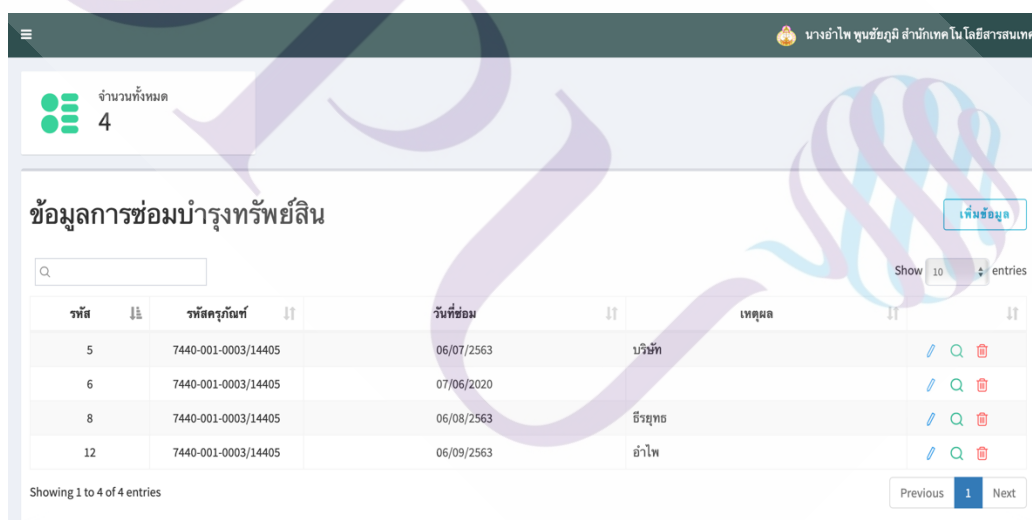 นางอำไพ พูนชัยภูมิ สำนักเทคโนโลยีสารสนเทศ
จำนวนทั้งหมด
4
ข้อมูลการซ่อมบำรุงทรัพย์สิน
เพิ่มข้อมูล
Show 10 entries
รหัส รหัสครุภัณฑ์ วันที่ซ่อม เหตุผล
5 7440-001-0003/14405 06/07/2563 บริษัท
6 7440-001-0003/14405 07/06/2020
8 7440-001-0003/14405 06/08/2563 ธีรยุทธ
12 7440-001-0003/14405 06/09/2563 อำไพ
Showing 1 to 4 of 4 entries
Previous 1 Next